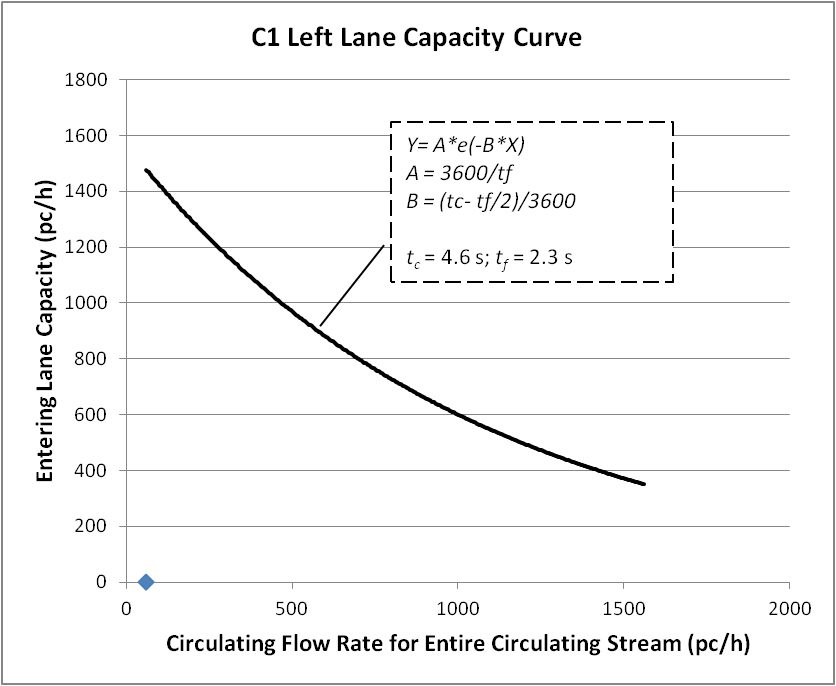 C1 Left Lane Capacity Curve
Entering Lane Capacity (pc/h)
1800
1600
1400
1200
1000
800
600
400
200
0
Y= A*e(-B*X)
A = 3600/tf
B = (tc- tf/2)/3600
tc = 4.6 s; tf = 2.3 s
0 500 1000 1500 2000
Circulating Flow Rate for Entire Circulating Stream (pc/h)